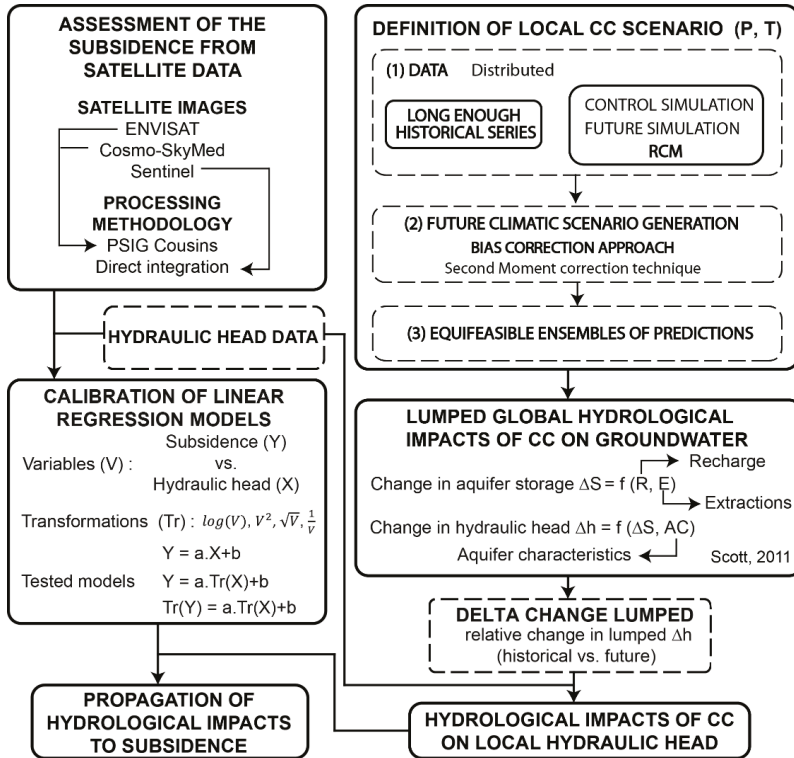 ASSESSMENT OF THE
SUBSIDENCE FROM
SATELLITE DATA
SATELLITE IMAGES
ENVISAT
Cosmo-SkyMed
Sentinel
PROCESSING
METHODOLOGY
PSIG Cousins
Direct integration
HYDRAULIC HEAD DATA
CALIBRATION OF LINEAR
REGRESSION MODELS
Subsidence (Y)
Variables (V) : vs.
Hydraulic head (X)
Transformations (Tr) : log(V), V², √V, 1/V
Y = a.X+b
Tested models Y = a.Tr(X)+b
Tr(Y) = a.Tr(X)+b
PROPAGATION OF
HYDROLOGICAL IMPACTS
TO SUBSIDENCE
DEFINITION OF LOCAL CC SCENARIO (P, T)
(1) DATA Distributed
LONG ENOUGH
HISTORICAL SERIES
CONTROL SIMULATION
FUTURE SIMULATION
RCM
(2) FUTURE CLIMATIC SCENARIO GENERATION
BIAS CORRECTION APPROACH
Second Moment correction technique
(3) EQUIFEASIBLE ENSEMBLES OF PREDICTIONS
LUMPED GLOBAL HYDROLOGICAL
IMPACTS OF CC ON GROUNDWATER
Recharge
Change in aquifer storage ΔS = f (R, E)
Extractions
Change in hydraulic head Δh = f (ΔS, AC)
Aquifer characteristics Scott, 2011
DELTA CHANGE LUMPED
relative change in lumped Δh
(historical vs. future)
HYDROLOGICAL IMPACTS OF CC
ON LOCAL HYDRAULIC HEAD